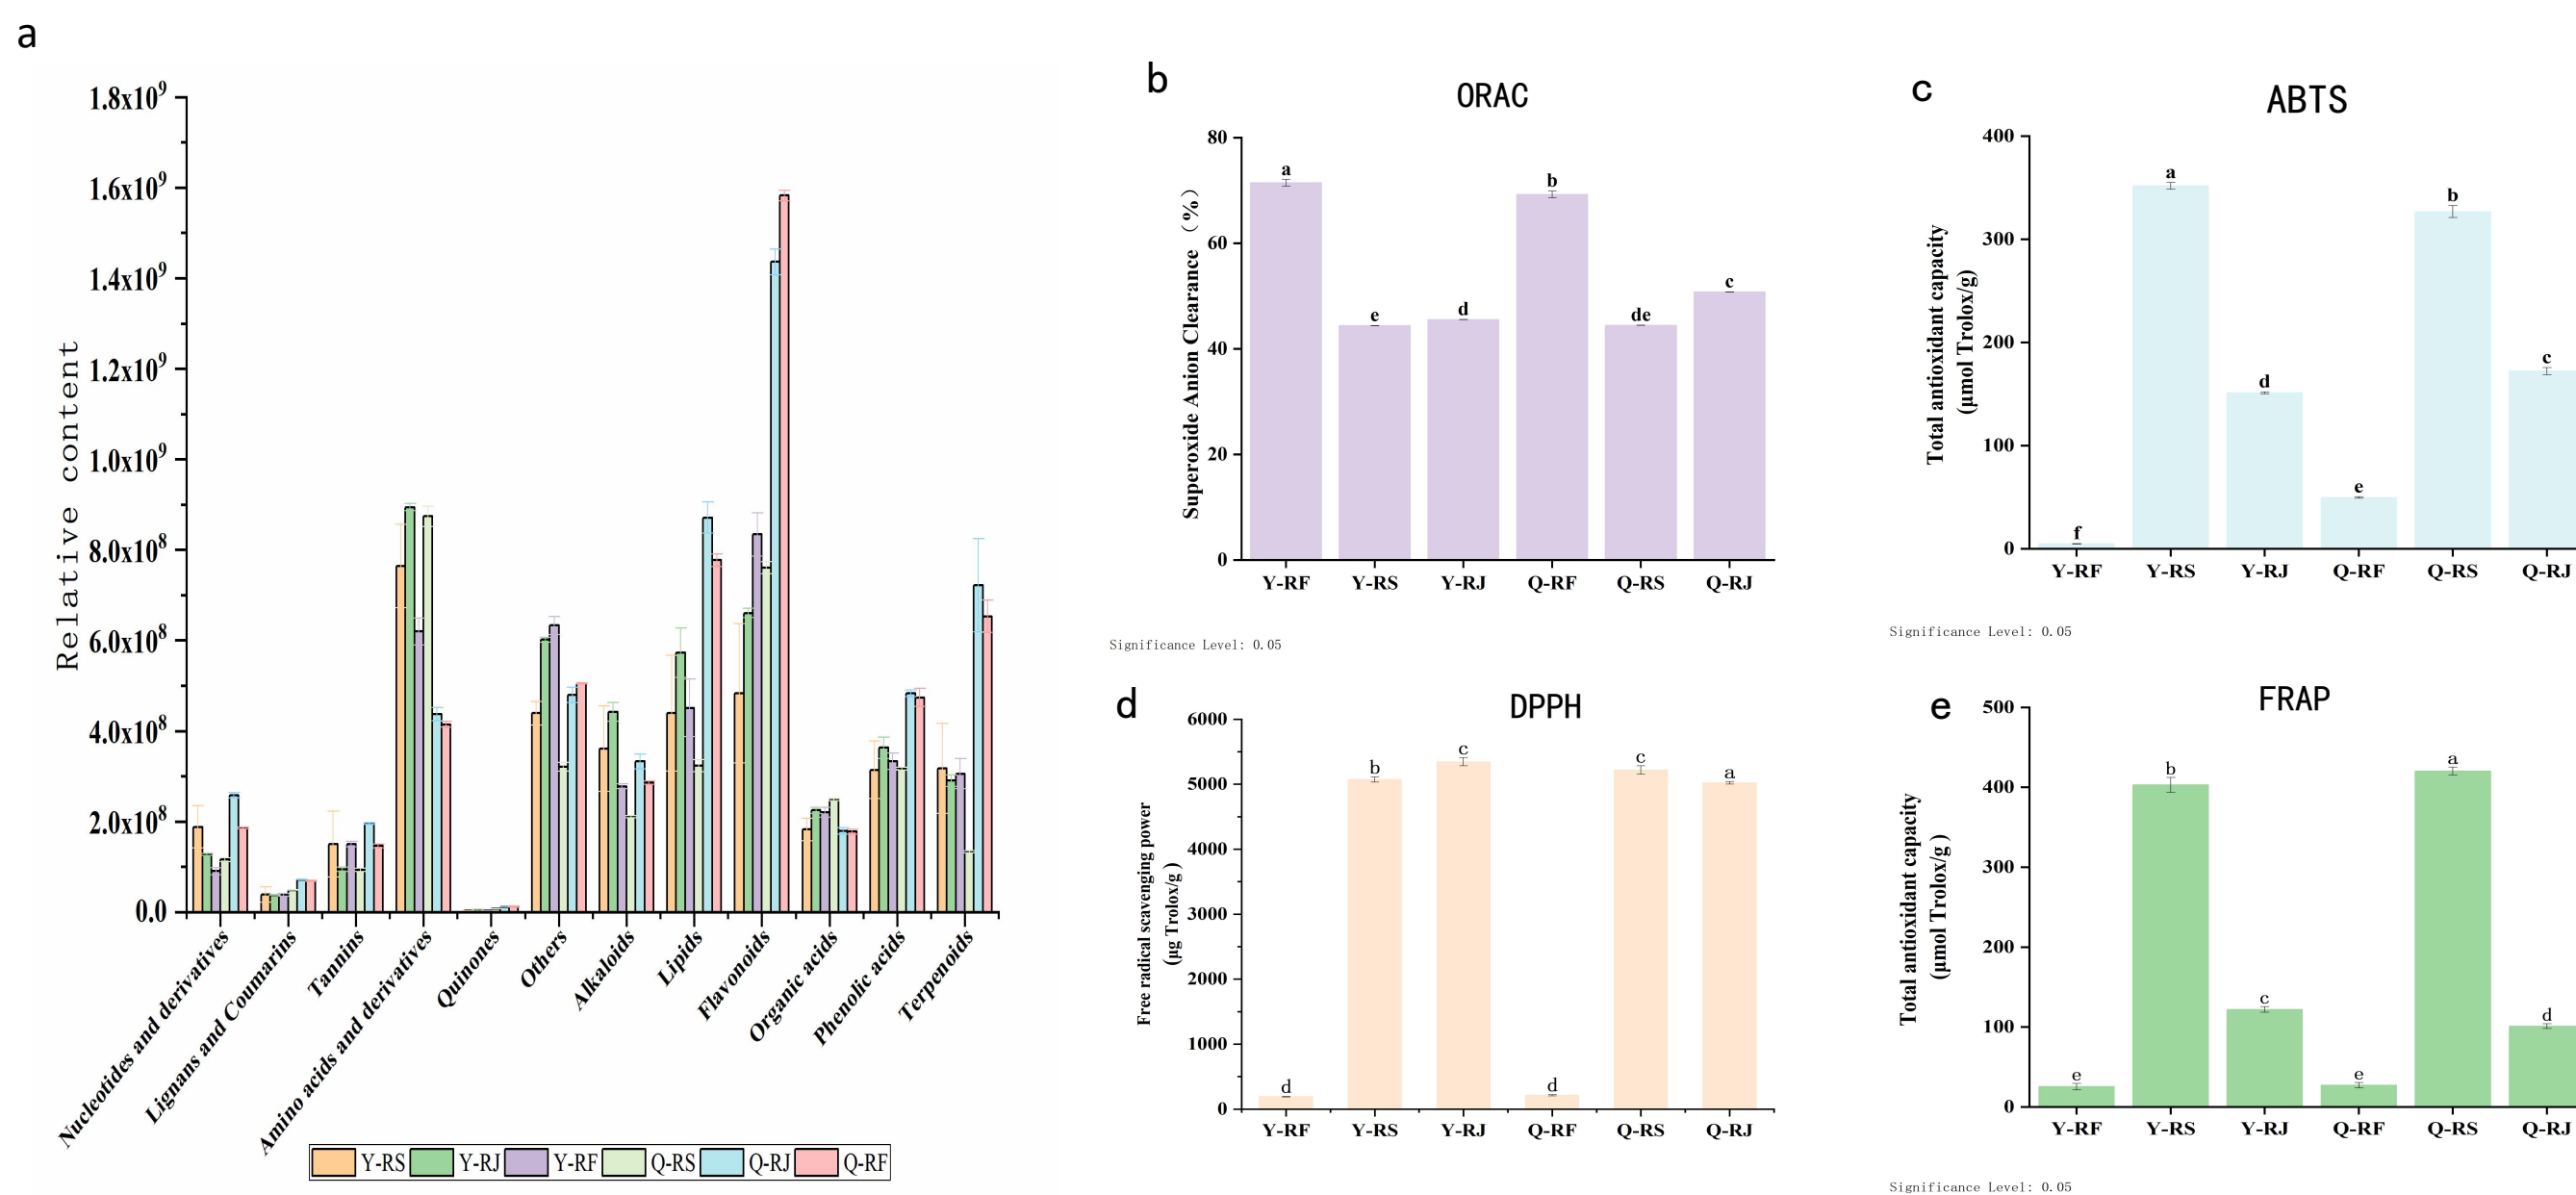 a
1.8x10⁹
1.6x10⁹
1.4x10⁹
1.2x10⁹
1.0x10⁹
8.0x10⁸
6.0x10⁸
4.0x10⁸
2.0x10⁸
0.0
Relative content
Nucleotides and derivatives
Lignans and Coumarins
Tannins
Amino acids and derivatives
Quinones
Others
Alkaloids
Lipids
Flavonoids
Organic acids
Phenolic acids
Terpenoids
Y-RS Y-RJ Y-RF Q-RS Q-RJ Q-RF
b
ORAC
Superoxide Anion Clearance （%）
80
60
40
20
0
a
e
d
b
de
c
Y-RF Y-RS Y-RJ Q-RF Q-RS Q-RJ
Significance Level: 0.05
c
ABTS
Total antioxidant capacity
(μmol Trolox/g)
400
300
200
100
0
f
a
d
e
b
c
Y-RF Y-RS Y-RJ Q-RF Q-RS Q-RJ
Significance Level: 0.05
d
DPPH
Free radical scavenging power
(μg Trolox/g )
6000
5000
4000
3000
2000
1000
0
d
b
c
d
c
a
Y-RF Y-RS Y-RJ Q-RF Q-RS Q-RJ
e
FRAP
Total antioxidant capacity
(μmol Trolox/g )
500
400
300
200
100
0
e
b
c
e
a
d
Y-RF Y-RS Y-RJ Q-RF Q-RS Q-RJ
Significance Level: 0.05